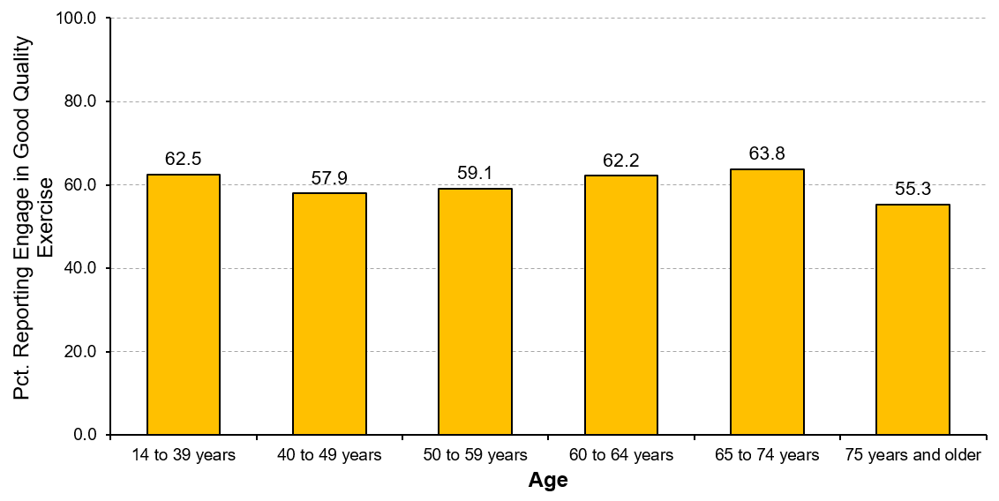 Pct. Reporting Engage in Good Quality
Exercise
100.0
80.0
60.0
40.0
20.0
0.0
62.5
57.9
59.1
62.2
63.8
55.3
14 to 39 years
40 to 49 years
50 to 59 years
60 to 64 years
65 to 74 years
75 years and older
Age